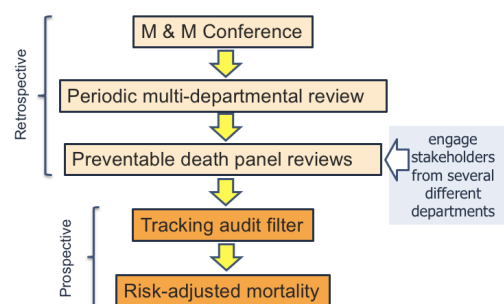 M & M Conference
Retrospective
Periodic multi-departmental review
Preventable death panel reviews
engage
stakeholders
from several
different
departments
Tracking audit filter
Prospective
Risk-adjusted mortality